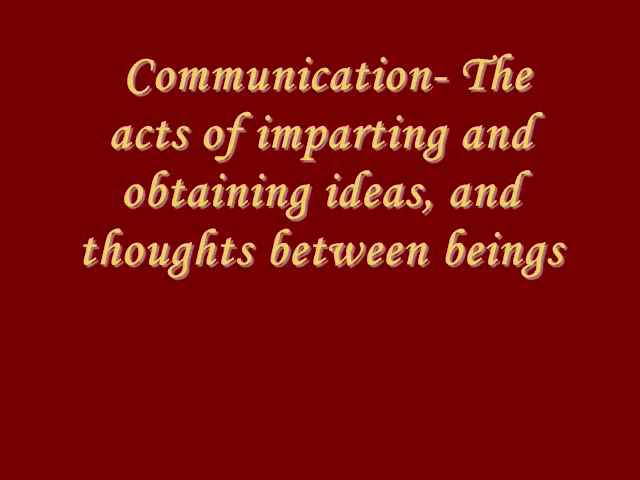 Communication- The
acts of imparting and
obtaining ideas, and
thoughts between beings